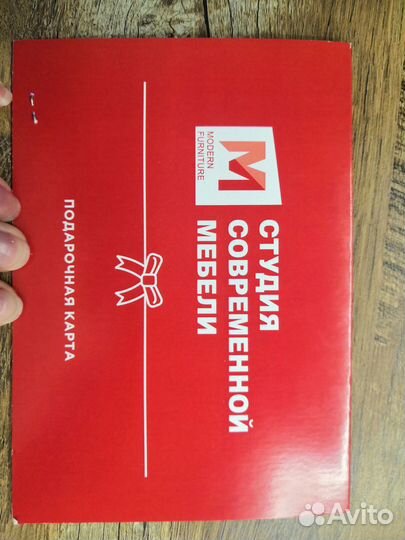 M
MODERN
FURNITURE
СТУДИЯ
СОВРЕМЕННОЙ
МЕБЕЛИ
ПОДАРОЧНАЯ КАРТА
Avito